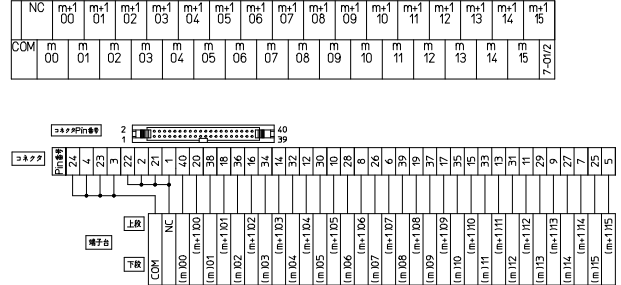 NC m+1 00 m+1 01 m+1 02 m+1 03 m+1 04 m+1 05 m+1 06 m+1 07 m+1 08 m+1 09 m+1 10 m+1 11 m+1 12 m+1 13 m+1 14 m+1 15
COM m 00 m 01 m 02 m 03 m 04 m 05 m 06 m 07 m 08 m 09 m 10 m 11 m 12 m 13 m 14 m 15 7-01/2
コネクタPin番号 2 40
1 39
コネクタ Pin番号 24 4 23 3 22 2 21 1 40 20 38 18 36 16 34 14 32 12 30 10 28 8 26 6 39 19 37 17 35 15 33 13 31 11 29 9 27 7 25 5
上段 NC (m+1)00 (m+1)01 (m+1)02 (m+1)03 (m+1)04 (m+1)05 (m+1)06 (m+1)07 (m+1)08 (m+1)09 (m+1)10 (m+1)11 (m+1)12 (m+1)13 (m+1)14 (m+1)15
端子台
下段 COM (m)00 (m)01 (m)02 (m)03 (m)04 (m)05 (m)06 (m)07 (m)08 (m)09 (m)10 (m)11 (m)12 (m)13 (m)14 (m)15